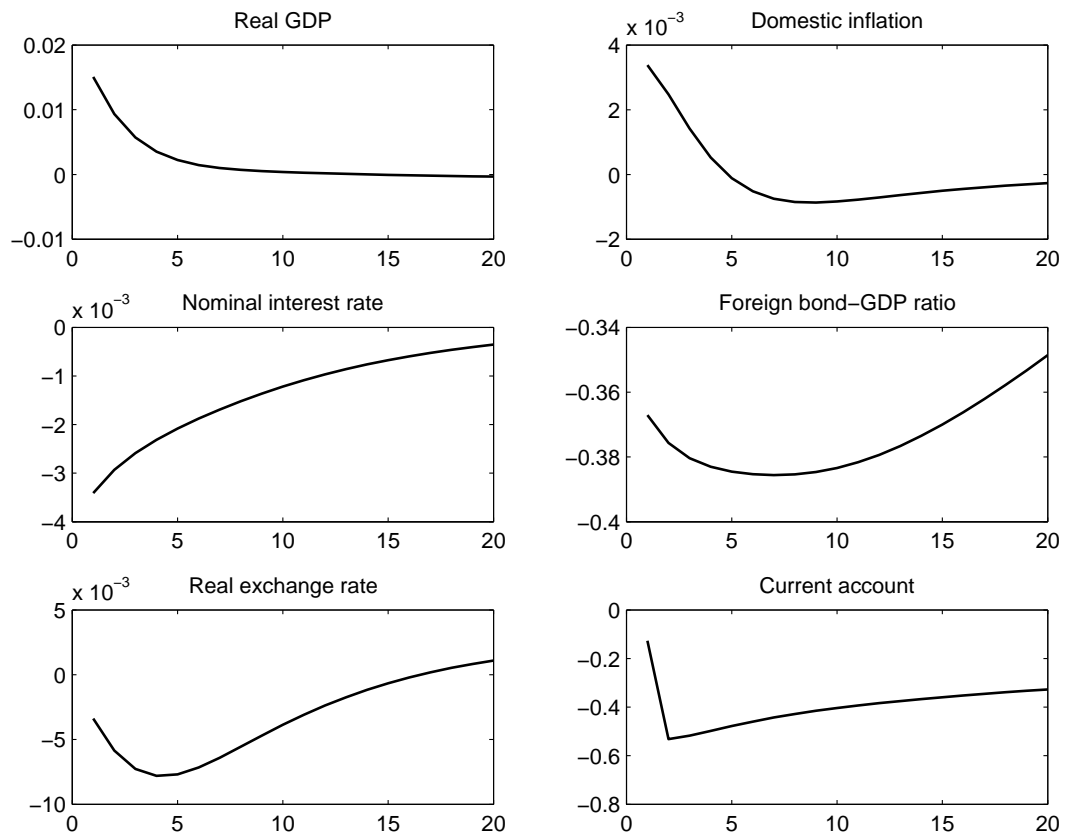 Real GDP
0.02
0.01
0
−0.01
0 5 10 15 20
Domestic inflation
x 10−3
4
2
0
−2
0 5 10 15 20
Nominal interest rate
x 10−3
0
−1
−2
−3
−4
0 5 10 15 20
Foreign bond−GDP ratio
−0.34
−0.36
−0.38
−0.4
0 5 10 15 20
Real exchange rate
x 10−3
5
0
−5
−10
0 5 10 15 20
Current account
0
−0.2
−0.4
−0.6
−0.8
0 5 10 15 20